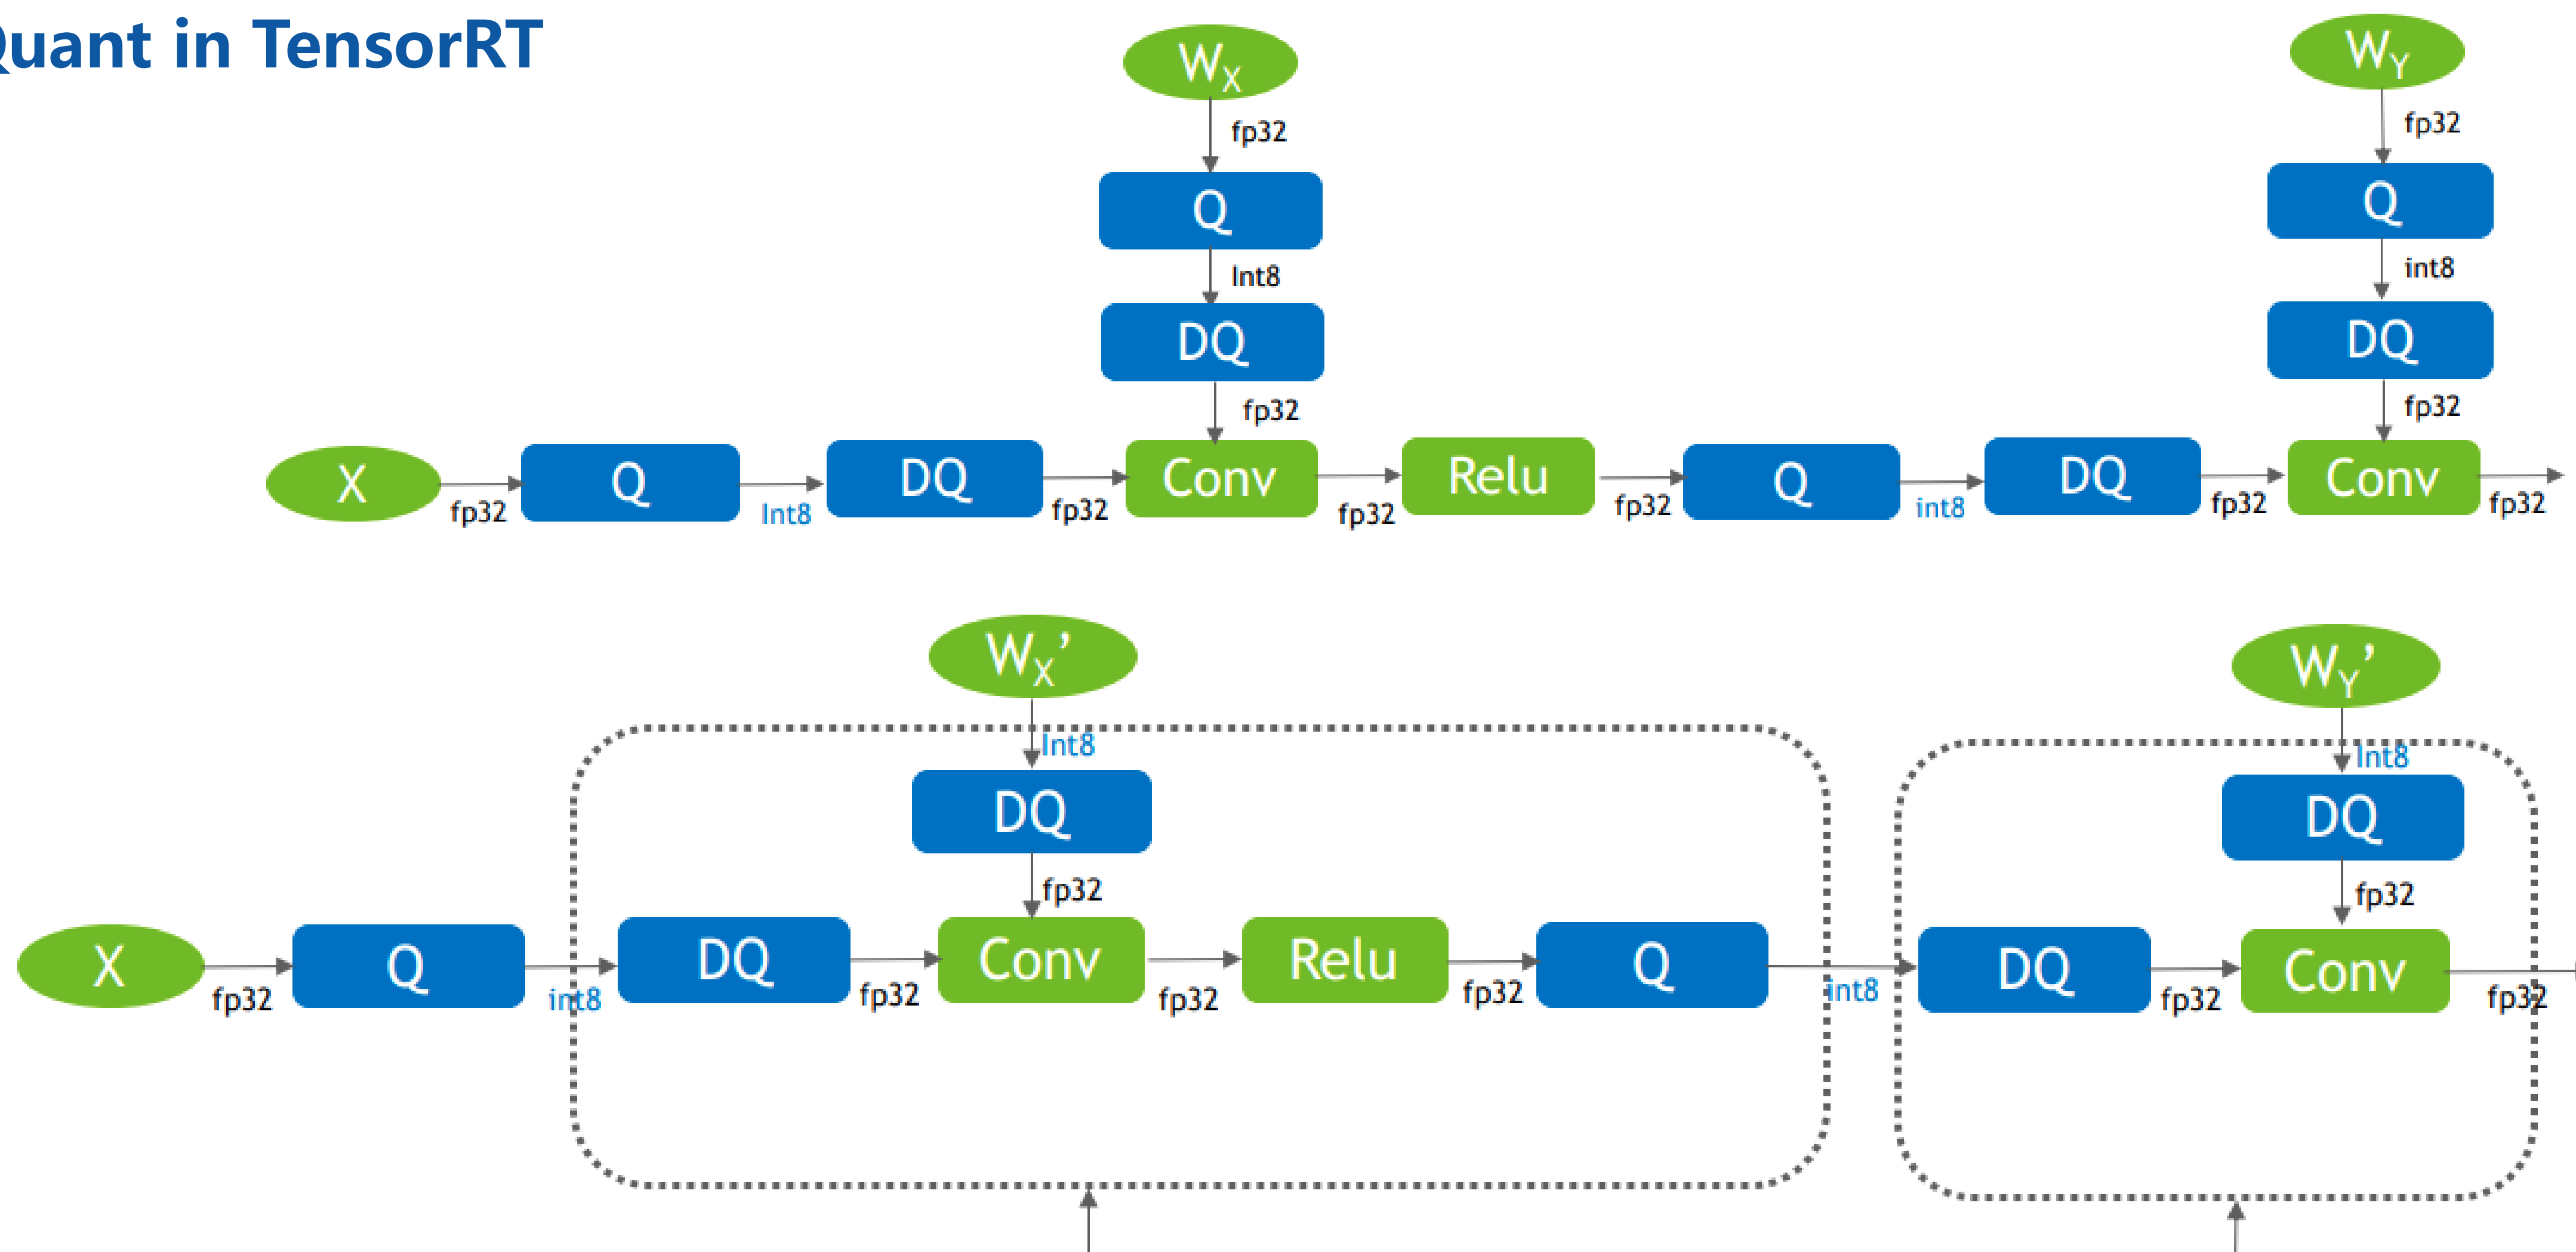 Quant in TensorRT
W_X
W_Y
fp32
fp32
Q
Q
Int8
int8
DQ
DQ
fp32
fp32
X fp32 Q Int8 DQ fp32 Conv fp32 Relu fp32 Q int8 DQ fp32 Conv fp32
W_X’
W_Y’
Int8
Int8
DQ
DQ
fp32
fp32
X fp32 Q int8 DQ fp32 Conv fp32 Relu fp32 Q int8 DQ fp32 Conv fp32